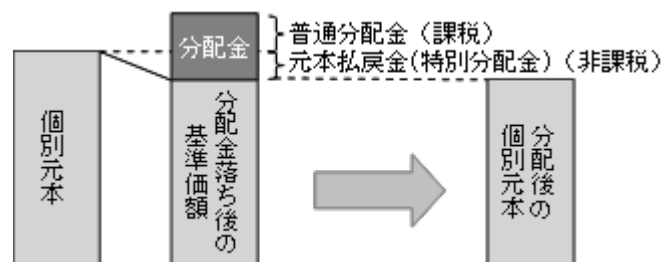 分配金
普通分配金（課税）
元本払戻金(特別分配金)（非課税）
個別元本
分配金落ち後の
基準価額
分配後の
個別元本